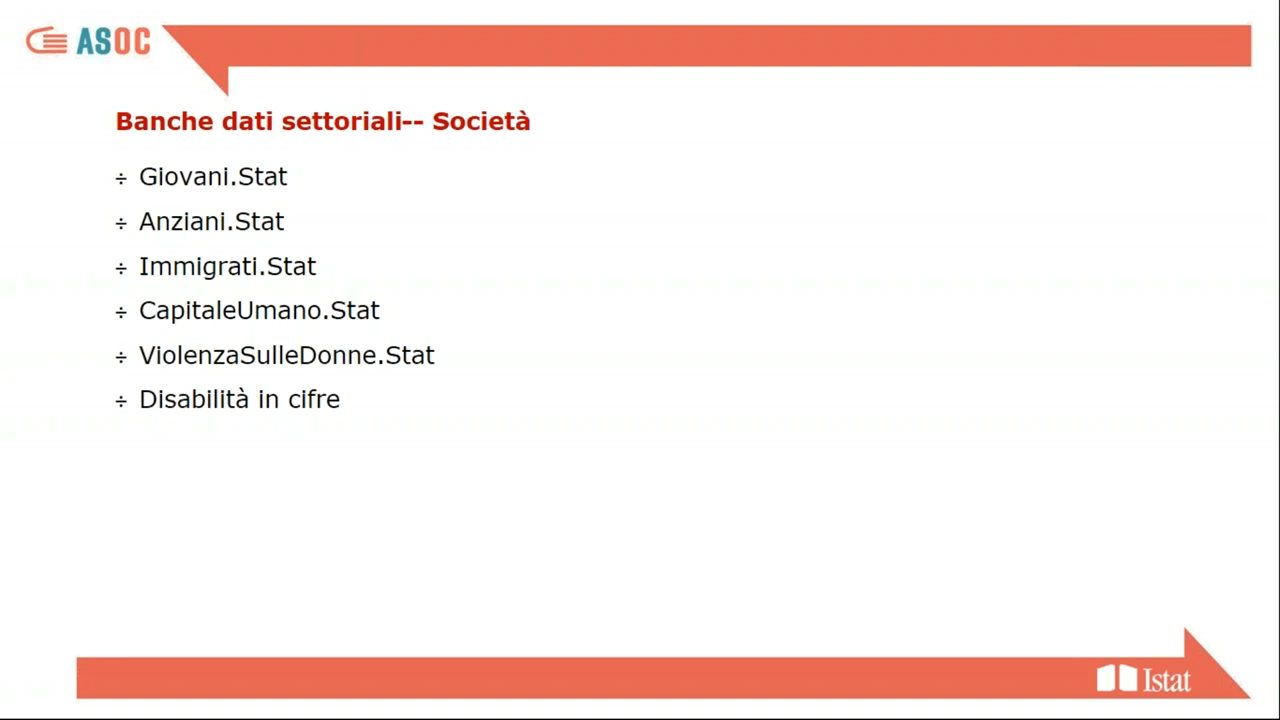 ASOC
Banche dati settoriali-- Società
÷ Giovani.Stat
÷ Anziani.Stat
÷ Immigrati.Stat
÷ CapitaleUmano.Stat
÷ ViolenzaSulleDonne.Stat
÷ Disabilità in cifre
Istat